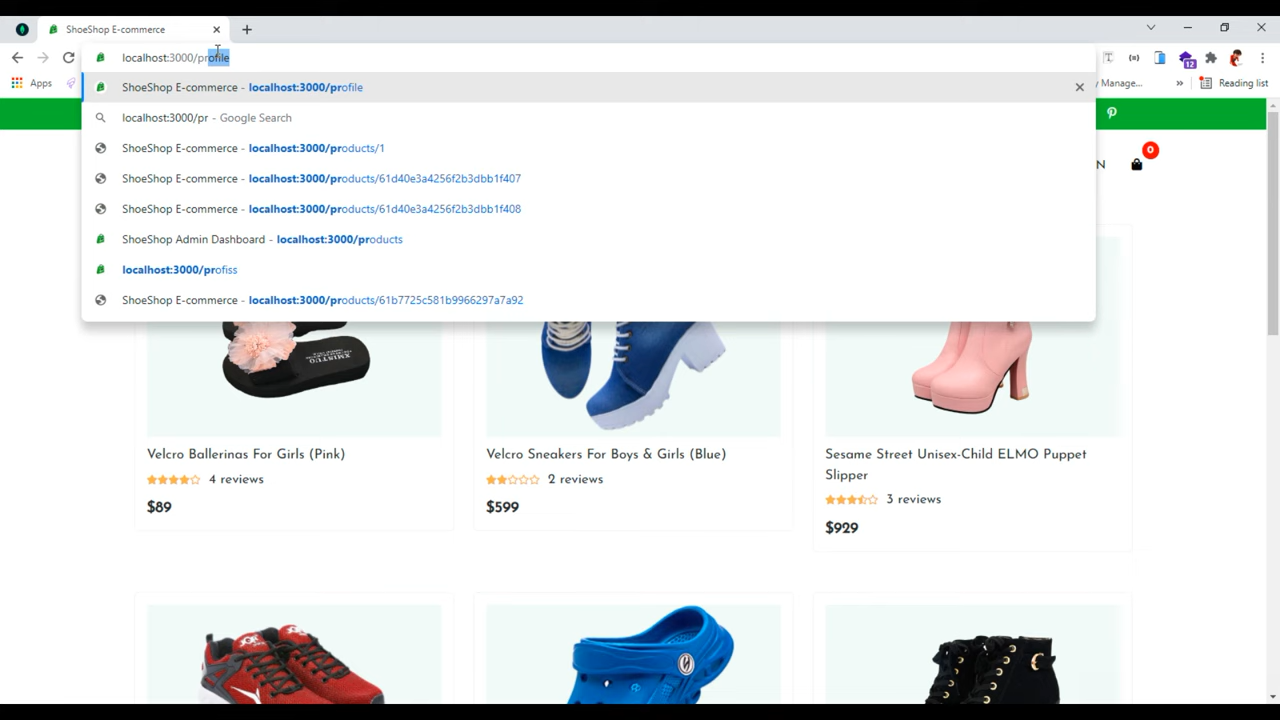 ShoeShop E-commerce
localhost:3000/profile
12
ShoeShop E-commerce - localhost:3000/profile
Apps
y Manage...
Reading list
localhost:3000/pr - Google Search
ShoeShop E-commerce - localhost:3000/products/1
0
N
ShoeShop E-commerce - localhost:3000/products/61d40e3a4256f2b3dbb1f407
ShoeShop E-commerce - localhost:3000/products/61d40e3a4256f2b3dbb1f408
ShoeShop Admin Dashboard - localhost:3000/products
localhost:3000/profiss
ShoeShop E-commerce - localhost:3000/products/61b7725c581b9966297a7a92
Velcro Ballerinas For Girls (Pink)
4 reviews
$89
Velcro Sneakers For Boys & Girls (Blue)
2 reviews
$599
Sesame Street Unisex-Child ELMO Puppet
Slipper
3 reviews
$929